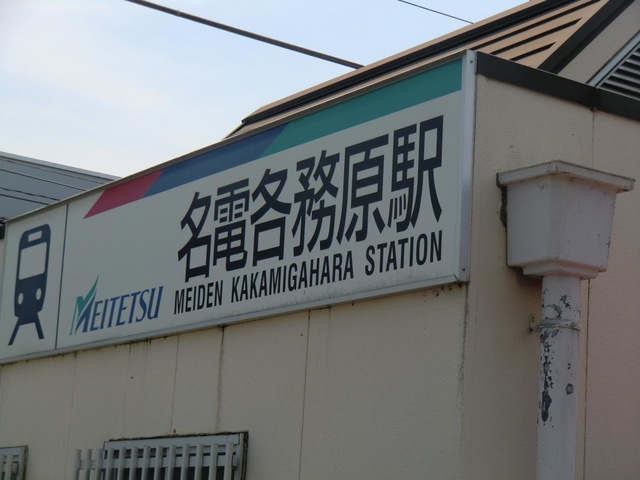 名電各務原駅
MEITETSU
MEIDEN KAKAMIGAHARA STATION